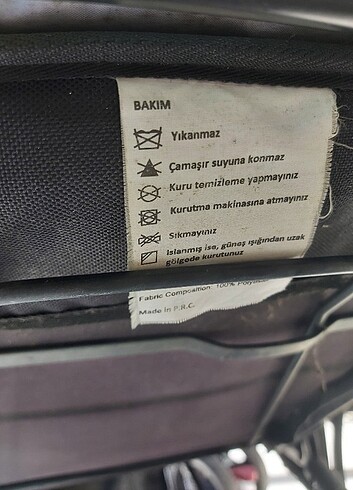 BAKIM
Yıkanmaz
Çamaşır suyuna konmaz
Kuru temizleme yapmayınız
Kurutma makinasına atmayınız
Sıkmayınız
Islanmış ise, güneş ışığından uzak
gölgede kurutunuz
Fabric Composition: 100%
Made in P.R.C.